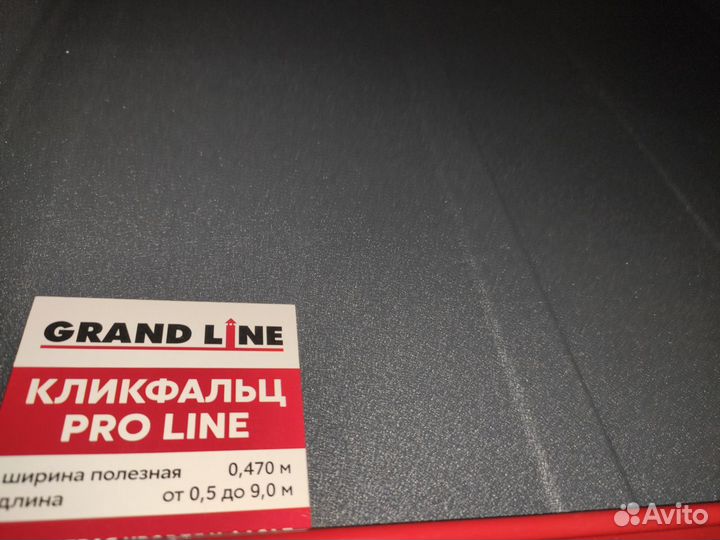 GRAND LINE
КЛИКФАЛЬЦ
PRO LINE
ширина полезная 0,470 м
длина от 0,5 до 9,0 м
Avito